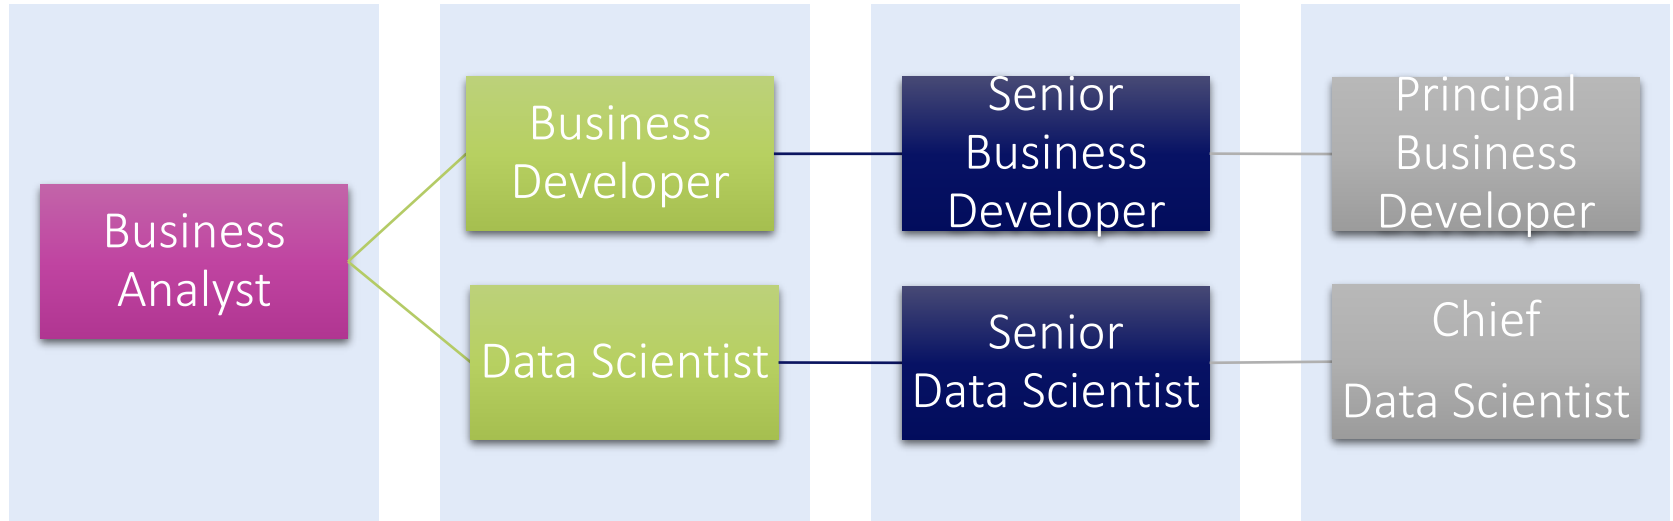 Business
Analyst
Business
Developer
Data Scientist
Senior
Business
Developer
Senior
Data Scientist
Principal
Business
Developer
Chief
Data Scientist